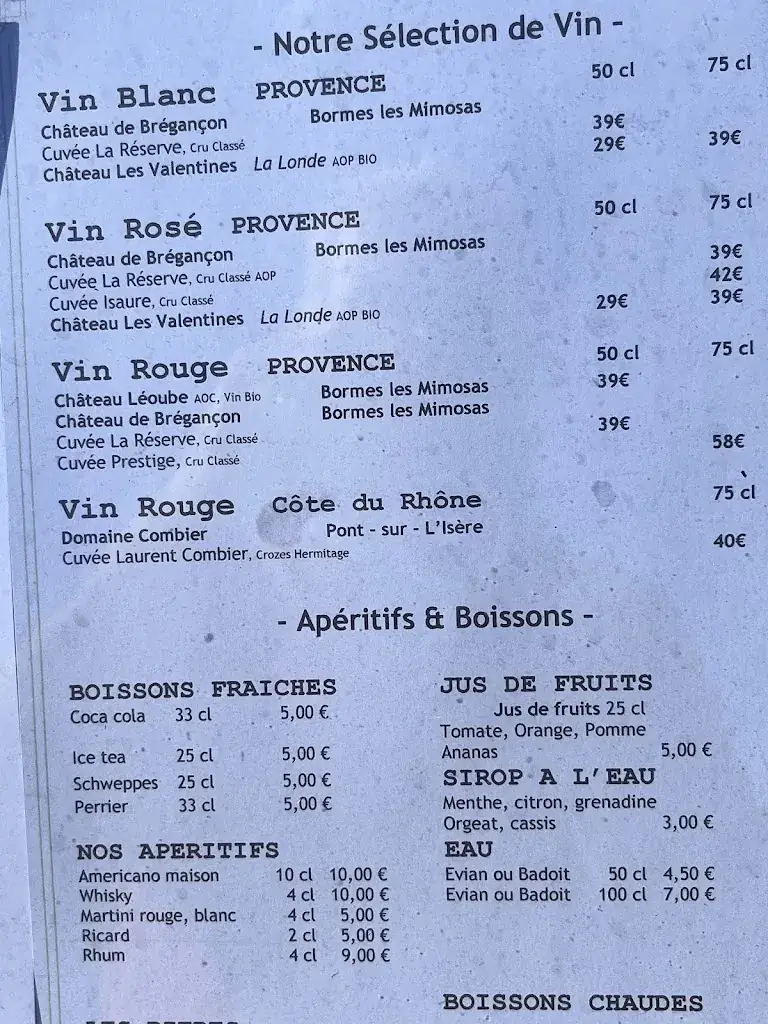 - Notre Sélection de Vin -
Vin Blanc PROVENCE 50 cl 75 cl
Château de Brégançon Bormes les Mimosas
Cuvée La Réserve, Cru Classé 39€
Château Les Valentines La Londe AOP BIO 29€ 39€
Vin Rosé PROVENCE 50 cl 75 cl
Château de Brégançon Bormes les Mimosas
Cuvée La Réserve, Cru Classé AOP 39€
Cuvée Isaure, Cru Classé 42€
Château Les Valentines La Londe AOP BIO 29€ 39€
Vin Rouge PROVENCE 50 cl 75 cl
Château Léoube AOC, Vin Bio Bormes les Mimosas 39€
Château de Brégançon Bormes les Mimosas
Cuvée La Réserve, Cru Classé 39€
Cuvée Prestige, Cru Classé 58€
Vin Rouge Côte du Rhône 75 cl
Domaine Combier Pont - sur - L'Isère
Cuvée Laurent Combier, Crozes Hermitage 40€
- Apéritifs & Boissons -
BOISSONS FRAICHES
Coca cola 33 cl 5,00 €
Ice tea 25 cl 5,00 €
Schweppes 25 cl 5,00 €
Perrier 33 cl 5,00 €
NOS APERITIFS
Americano maison 10 cl 10,00 €
Whisky 4 cl 10,00 €
Martini rouge, blanc 4 cl 5,00 €
Ricard 2 cl 5,00 €
Rhum 4 cl 9,00 €
JUS DE FRUITS
Jus de fruits 25 cl
Tomate, Orange, Pomme
Ananas 5,00 €
SIROP A L'EAU
Menthe, citron, grenadine
Orgeat, cassis 3,00 €
EAU
Evian ou Badoit 50 cl 4,50 €
Evian ou Badoit 100 cl 7,00 €
BOISSONS CHAUDES